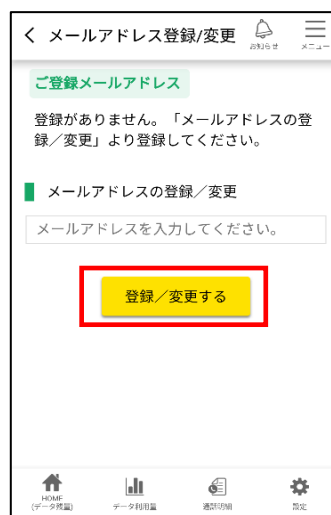 メールアドレス登録/変更
お知らせ
メニュー
ご登録メールアドレス
登録がありません。「メールアドレスの登
録／変更」より登録してください。
メールアドレスの登録／変更
メールアドレスを入力してください。
登録／変更する
HOME
(データ残量)
データ利用量
通話明細
設定